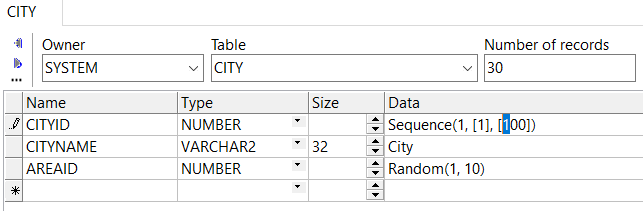 CITY
Owner Table Number of records
SYSTEM CITY 30
Name Type Size Data
CITYID NUMBER Sequence(1, [1], [100])
CITYNAME VARCHAR2 32 City
AREAID NUMBER Random(1, 10)